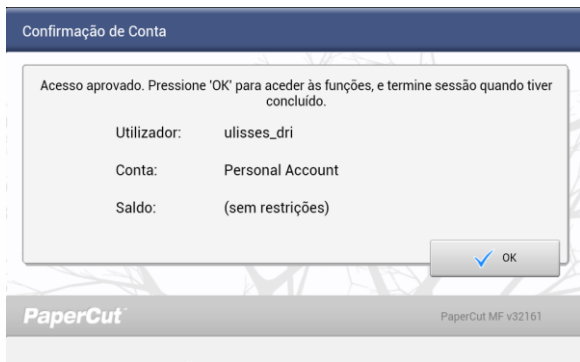 Confirmação de Conta
Acesso aprovado. Pressione 'OK' para aceder às funções, e termine sessão quando tiver
concluído.
Utilizador: ulisses_dri
Conta: Personal Account
Saldo: (sem restrições)
OK
PaperCut PaperCut MF v32161